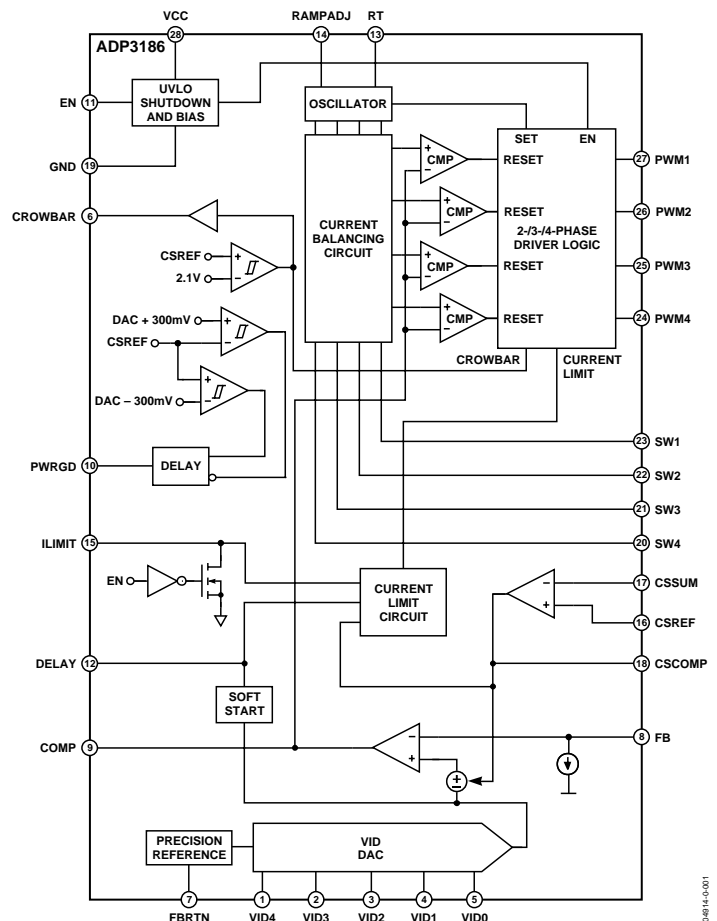 VCC
RAMPADJ
RT
28
14
13
ADP3186
EN
11
UVLO
SHUTDOWN
AND BIAS
OSCILLATOR
SET
EN
GND
19
CROWBAR
6
CURRENT
BALANCING
CIRCUIT
+
–
CMP
RESET
+
–
CMP
RESET
+
–
CMP
RESET
+
–
CMP
RESET
2-/3-/4-PHASE
DRIVER LOGIC
27
PWM1
26
PWM2
25
PWM3
24
PWM4
CSREF
+
2.1V
–
DAC + 300mV
+
CSREF
–
+
DAC – 300mV
–
CROWBAR
CURRENT
LIMIT
PWRGD
10
DELAY
23
SW1
22
SW2
21
SW3
20
SW4
ILIMIT
15
EN
CURRENT
LIMIT
CIRCUIT
–
+
17
CSSUM
16
CSREF
18
CSCOMP
DELAY
12
SOFT
START
COMP
9
–
+
±
8
FB
PRECISION
REFERENCE
VID
DAC
7
1
2
3
4
5
FBRTN
VID4
VID3
VID2
VID1
VID0
04914-0-001